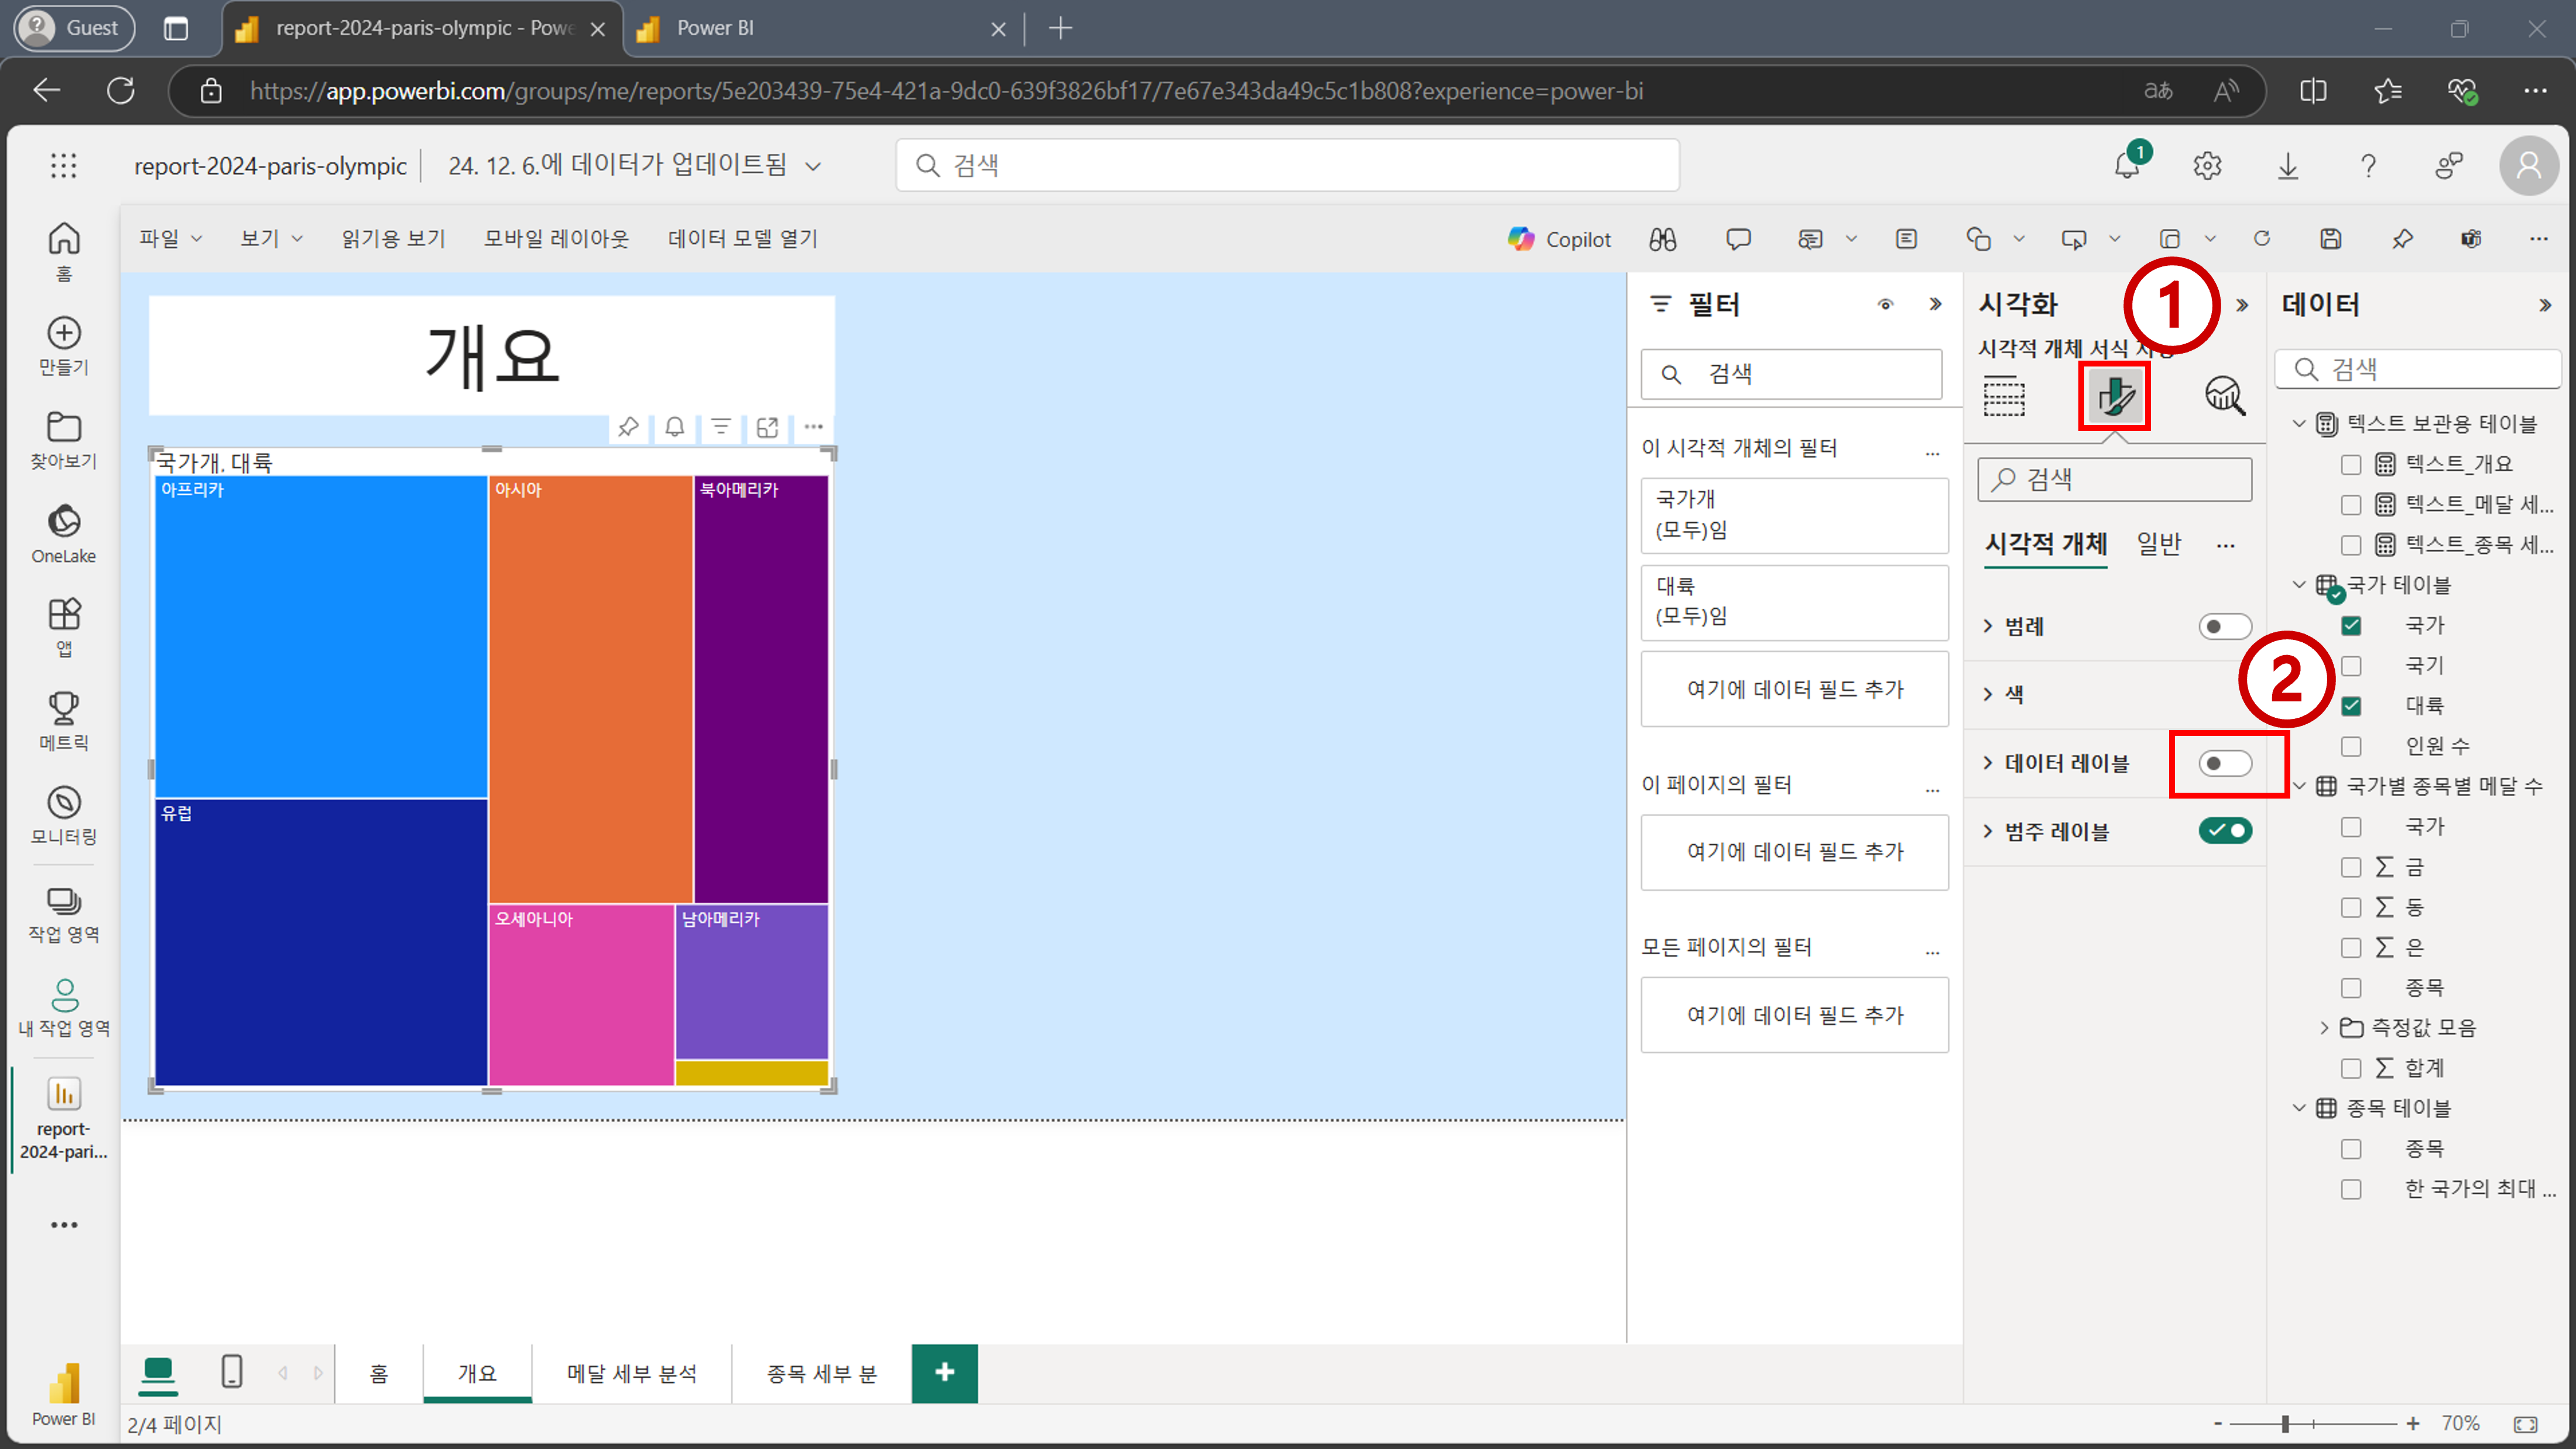 Guest
report-2024-paris-olympic - Powe
Power BI
https://app.powerbi.com/groups/me/reports/5e203439-75e4-421a-9dc0-639f3826bf17/7e67e343da49c5c1b808?experience=power-bi
aあ
report-2024-paris-olympic
24. 12. 6.에 데이터가 업데이트됨
검색
1
파일
보기
읽기용 보기
모바일 레이아웃
데이터 모델 열기
Copilot
홈
만들기
찾아보기
OneLake
앱
메트릭
모니터링
작업 영역
내 작업 영역
report-
2024-pari...
Power BI
개요
국가개, 대륙
아프리카
아시아
북아메리카
유럽
오세아니아
남아메리카
필터
검색
이 시각적 개체의 필터
국가개
(모두)임
대륙
(모두)임
여기에 데이터 필드 추가
이 페이지의 필터
여기에 데이터 필드 추가
모든 페이지의 필터
여기에 데이터 필드 추가
시각화
1
시각적 개체 서식
검색
시각적 개체
일반
범례
색
2
데이터 레이블
범주 레이블
데이터
검색
텍스트 보관용 테이블
텍스트_개요
텍스트_메달 세...
텍스트_종목 세...
국가 테이블
국가
국기
대륙
인원 수
국가별 종목별 메달 수
국가
∑ 금
∑ 동
∑ 은
종목
측정값 모음
∑ 합계
종목 테이블
종목
한 국가의 최대 ...
홈
개요
메달 세부 분석
종목 세부 분
+
2/4 페이지
- + 70%